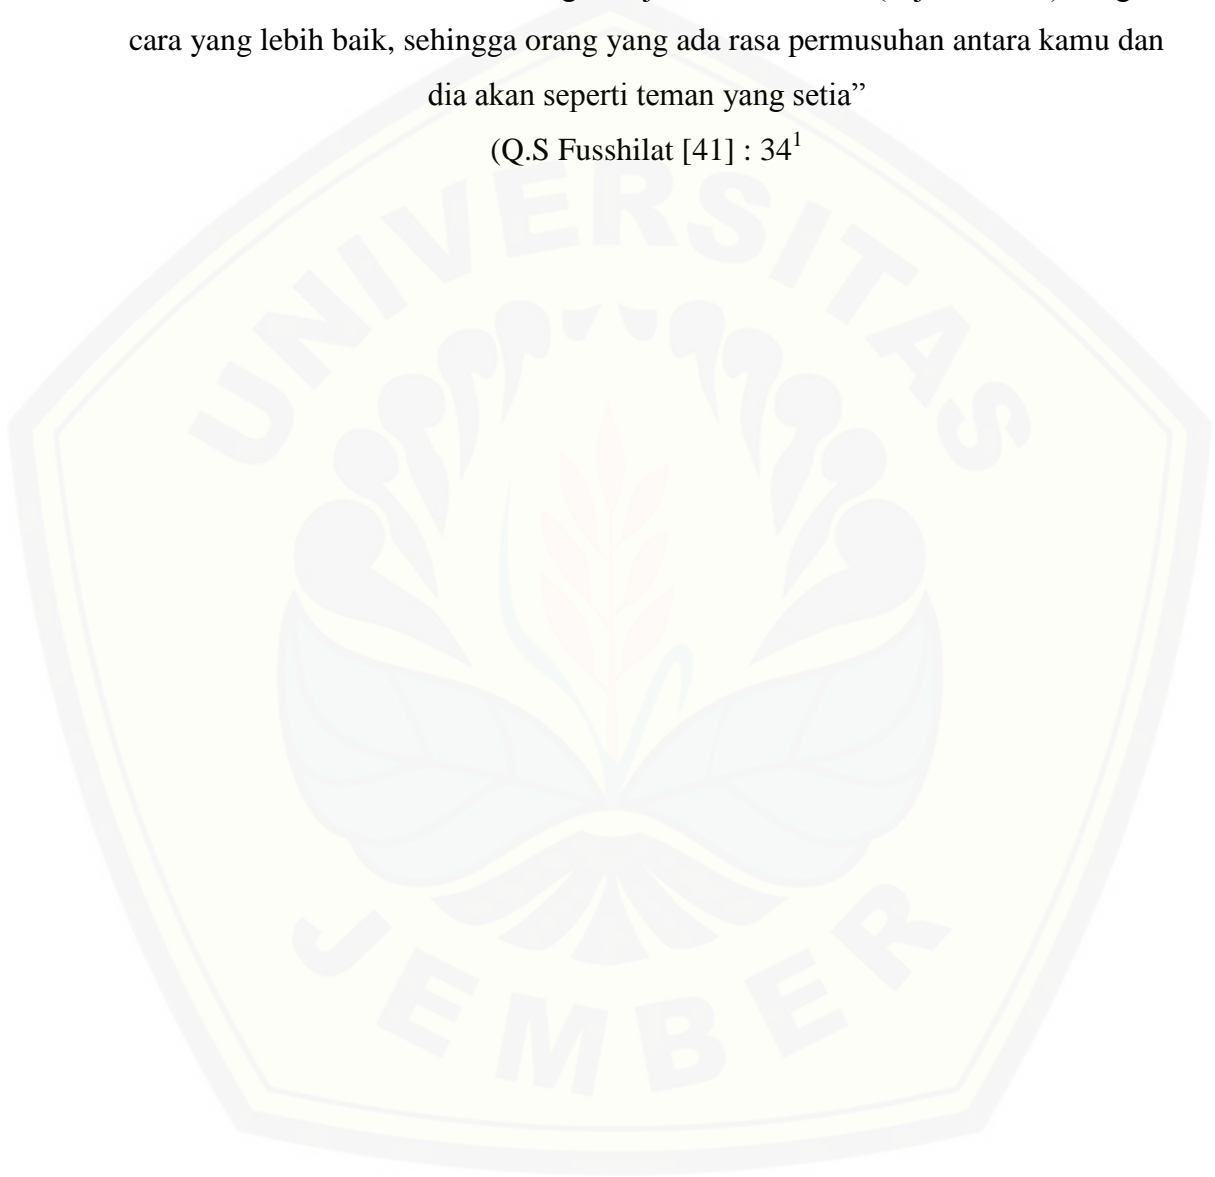 cara yang lebih baik, sehingga orang yang ada rasa permusuhan antara kamu dan
dia akan seperti teman yang setia”
(Q.S Fusshilat [41] : 34¹
UNIVERSITAS
JEMBER